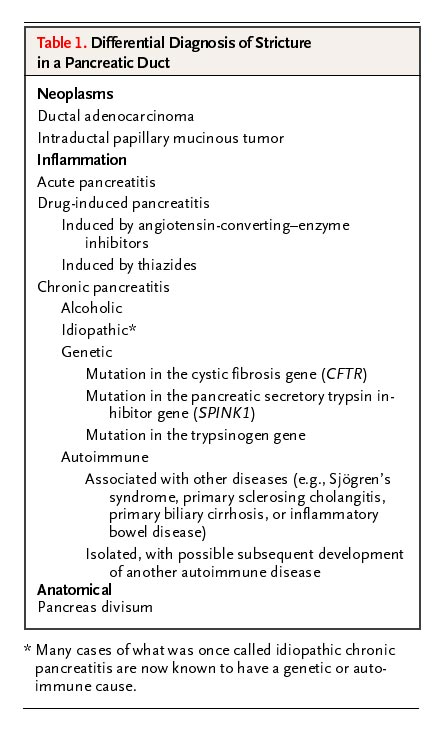 Table 1. Differential Diagnosis of Stricture
in a Pancreatic Duct
Neoplasms
Ductal adenocarcinoma
Intraductal papillary mucinous tumor
Inflammation
Acute pancreatitis
Drug-induced pancreatitis
Induced by angiotensin-converting–enzyme
inhibitors
Induced by thiazides
Chronic pancreatitis
Alcoholic
Idiopathic*
Genetic
Mutation in the cystic fibrosis gene (CFTR)
Mutation in the pancreatic secretory trypsin in-
hibitor gene (SPINK1)
Mutation in the trypsinogen gene
Autoimmune
Associated with other diseases (e.g., Sjögren’s
syndrome, primary sclerosing cholangitis,
primary biliary cirrhosis, or inflammatory
bowel disease)
Isolated, with possible subsequent development
of another autoimmune disease
Anatomical
Pancreas divisum
* Many cases of what was once called idiopathic chronic
pancreatitis are now known to have a genetic or auto-
immune cause.